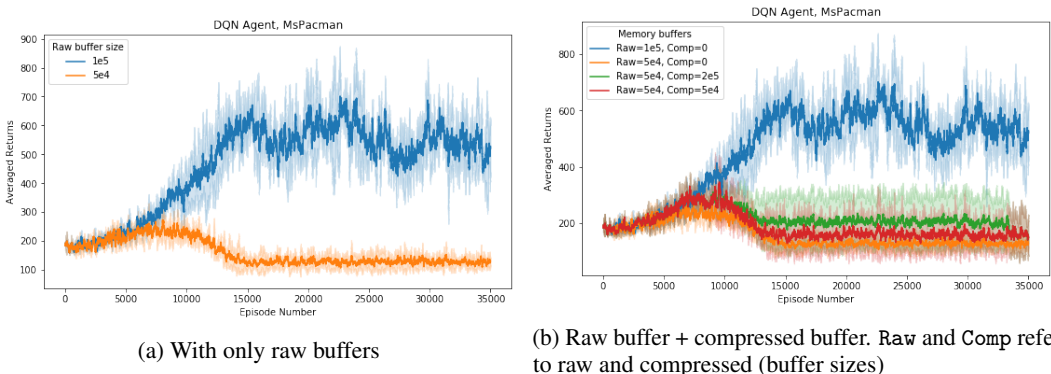 DQN Agent, MsPacman
900
800
700
600
500
400
300
200
100
Averaged Returns
Raw buffer size
1e5
5e4
0 5000 10000 15000 20000 25000 30000 35000
Episode Number
(a) With only raw buffers
DQN Agent, MsPacman
800
600
400
200
Averaged Returns
Memory buffers
Raw=1e5, Comp=0
Raw=5e4, Comp=0
Raw=5e4, Comp=2e5
Raw=5e4, Comp=5e4
0 5000 10000 15000 20000 25000 30000 35000
Episode Number
(b) Raw buffer + compressed buffer. Raw and Comp refe
to raw and compressed (buffer sizes)